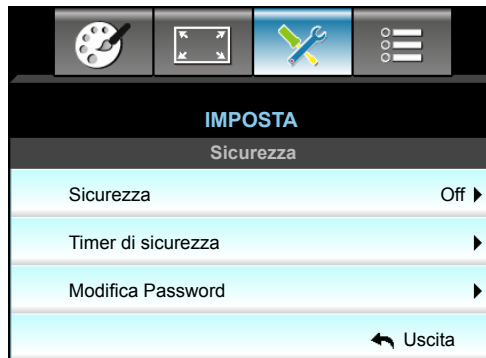 IMPOSTA
Sicurezza
Sicurezza Off
Timer di sicurezza
Modifica Password
Uscita